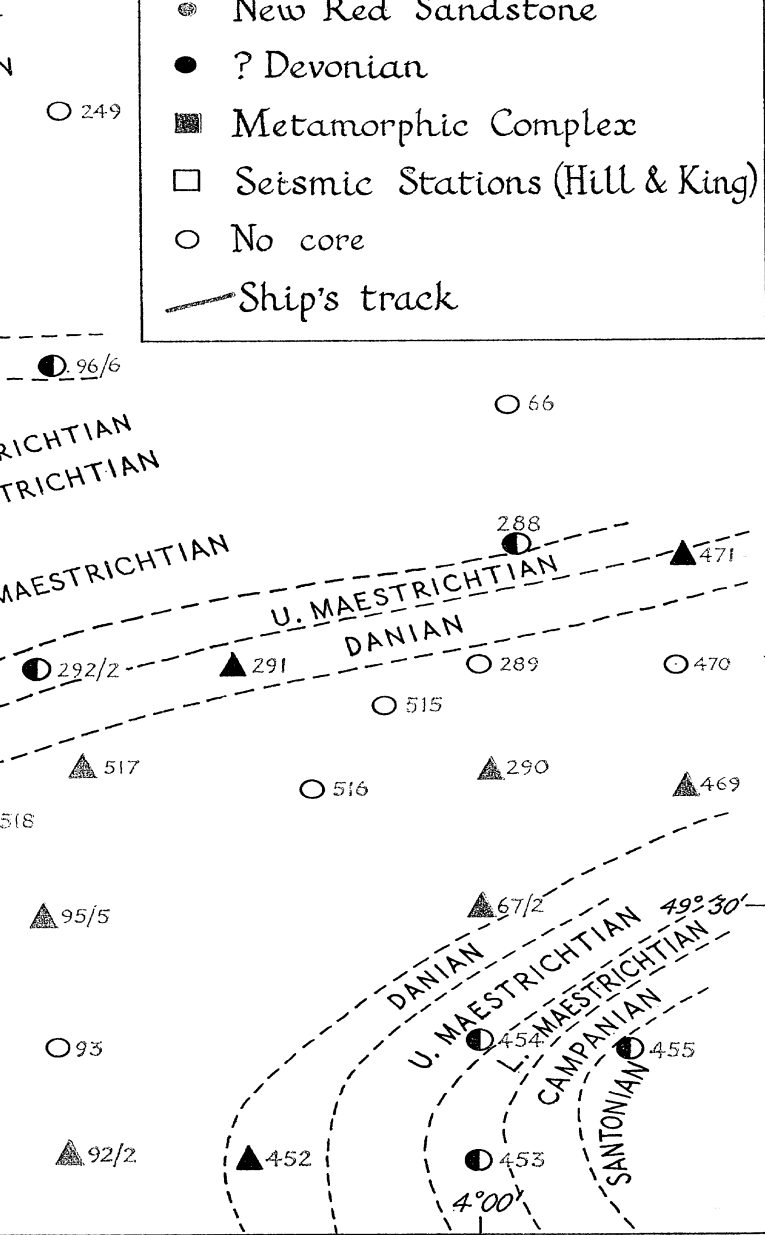 New Red Sandstone
N
? Devonian
249
Metamorphic Complex
Seismic Stations (Hill & King)
No core
Ship's track
96/6
66
RICHTIAN
TRICHTIAN
288
MAESTRICHTIAN
471
U. MAESTRICHTIAN
DANIAN
292/2
291
289
470
515
517
290
516
469
518
95/5
67/2
49° 30′
DANIAN
U. MAESTRICHTIAN
L. MAESTRICHTIAN
CAMPANIAN
SANTONIAN
93
454
455
92/2
452
453
4°00′